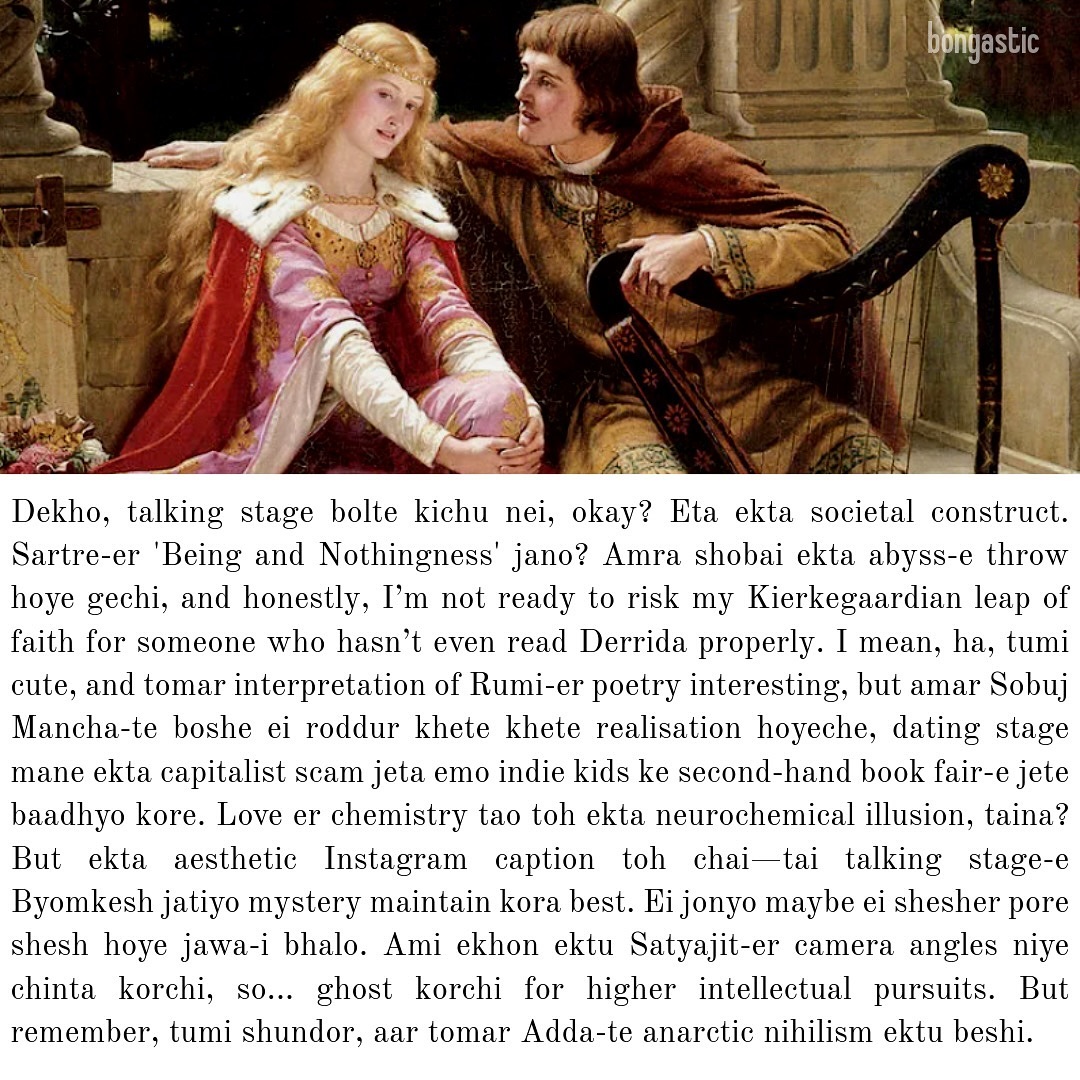 bongastic
Dekho, talking stage bolte kichu nei, okay? Eta ekta societal construct.
Sartre-er 'Being and Nothingness' jano? Amra shobai ekta abyss-e throw
hoye gechi, and honestly, I’m not ready to risk my Kierkegaardian leap of
faith for someone who hasn’t even read Derrida properly. I mean, ha, tumi
cute, and tomar interpretation of Rumi-er poetry interesting, but amar Sobuj
Mancha-te boshe ei roddur khete khete realisation hoyeche, dating stage
mane ekta capitalist scam jeta emo indie kids ke second-hand book fair-e jete
baadhyo kore. Love er chemistry tao toh ekta neurochemical illusion, taina?
But ekta aesthetic Instagram caption toh chai—tai talking stage-e
Byomkesh jatiyo mystery maintain kora best. Ei jonyo maybe ei shesher pore
shesh hoye jawa-i bhalo. Ami ekhon ektu Satyajit-er camera angles niye
chinta korchi, so... ghost korchi for higher intellectual pursuits. But
remember, tumi shundor, aar tomar Adda-te anarctic nihilism ektu beshi.